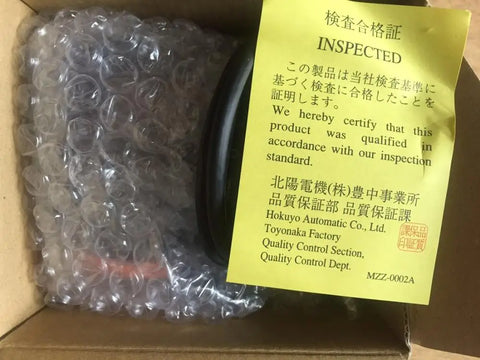 検査合格証
INSPECTED
この製品は当社検査基準に
基づく検査に合格したことを
証明します。
We hereby certify that this
product was qualified in
accordance with our inspection
standard.
北陽電機(株)豊中事業所
品質保証部 品質保証課
Hokuyo Automatic Co., Ltd.
Toyonaka Factory
Quality Control Section,
Quality Control Dept.
MZZ-0002A